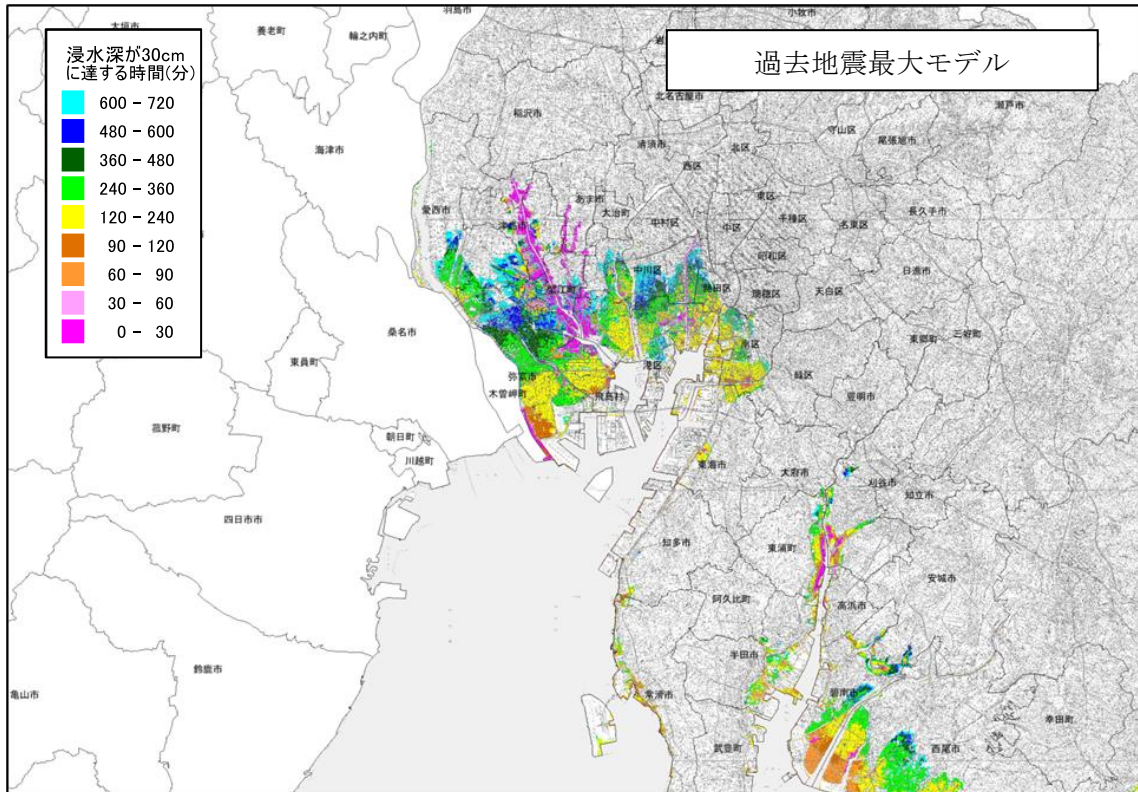 過去地震最大モデル
浸水深が30cm
に達する時間(分)
600 - 720
480 - 600
360 - 480
240 - 360
120 - 240
90 - 120
60 - 90
30 - 60
0 - 30
大垣市
養老町
輪之内町
羽島市
小牧市
北名古屋市
瀬戸市
稲沢市
海津市
清須市
西区
北区
守山区
尾張旭市
愛西市
あま市
大治町
中村区
中区
東区
千種区
名東区
長久手市
津島市
昭和区
日進市
蟹江町
中川区
熱田区
瑞穂区
天白区
桑名市
東郷町
三好町
東員町
弥富市
港区
南区
緑区
木曽岬町
飛島村
豊明市
菰野町
朝日町
川越町
東海市
大府市
刈谷市
知立市
四日市市
知多市
東浦町
安城市
阿久比町
高浜市
鈴鹿市
半田市
亀山市
常滑市
碧南市
幸田町
武豊町
西尾市